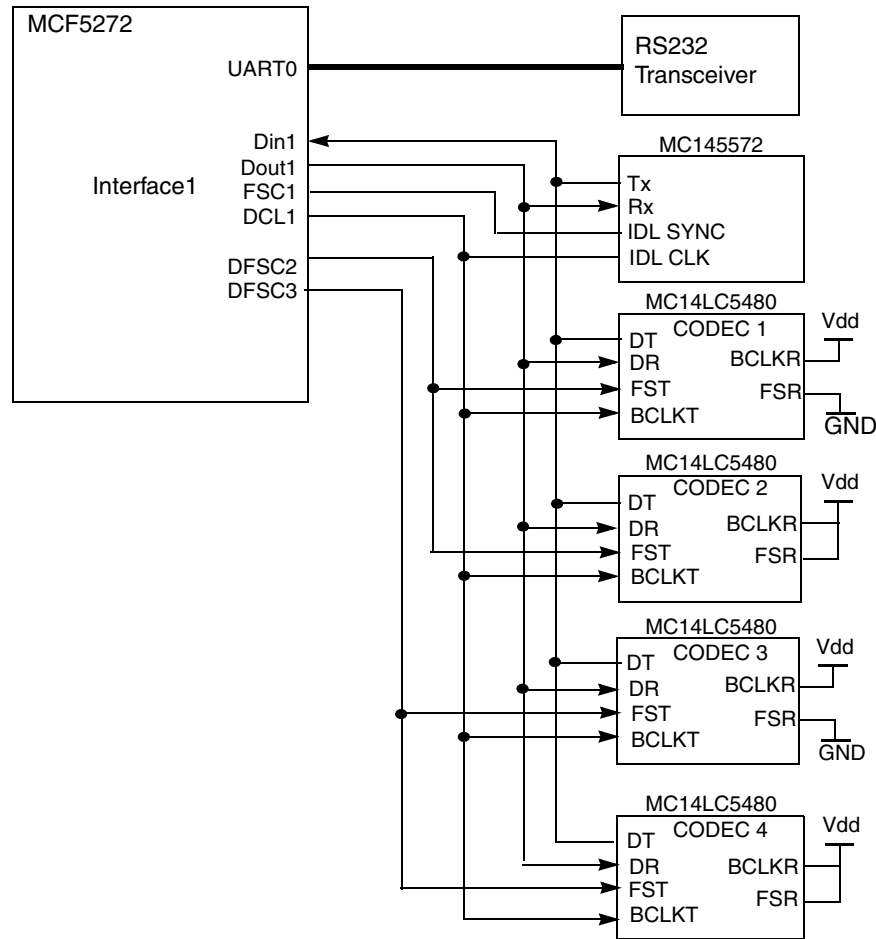 MCF5272
UART0
RS232
Transceiver
Din1
Dout1
Interface1
FSC1
DCL1
DFSC2
DFSC3
MC145572
Tx
Rx
IDL SYNC
IDL CLK
MC14LC5480
CODEC 1
DT
DR
FST
BCLKT
BCLKR
FSR
Vdd
GND
MC14LC5480
CODEC 2
DT
DR
FST
BCLKT
BCLKR
FSR
Vdd
MC14LC5480
CODEC 3
DT
DR
FST
BCLKT
BCLKR
FSR
Vdd
GND
MC14LC5480
CODEC 4
DT
DR
FST
BCLKT
BCLKR
FSR
Vdd